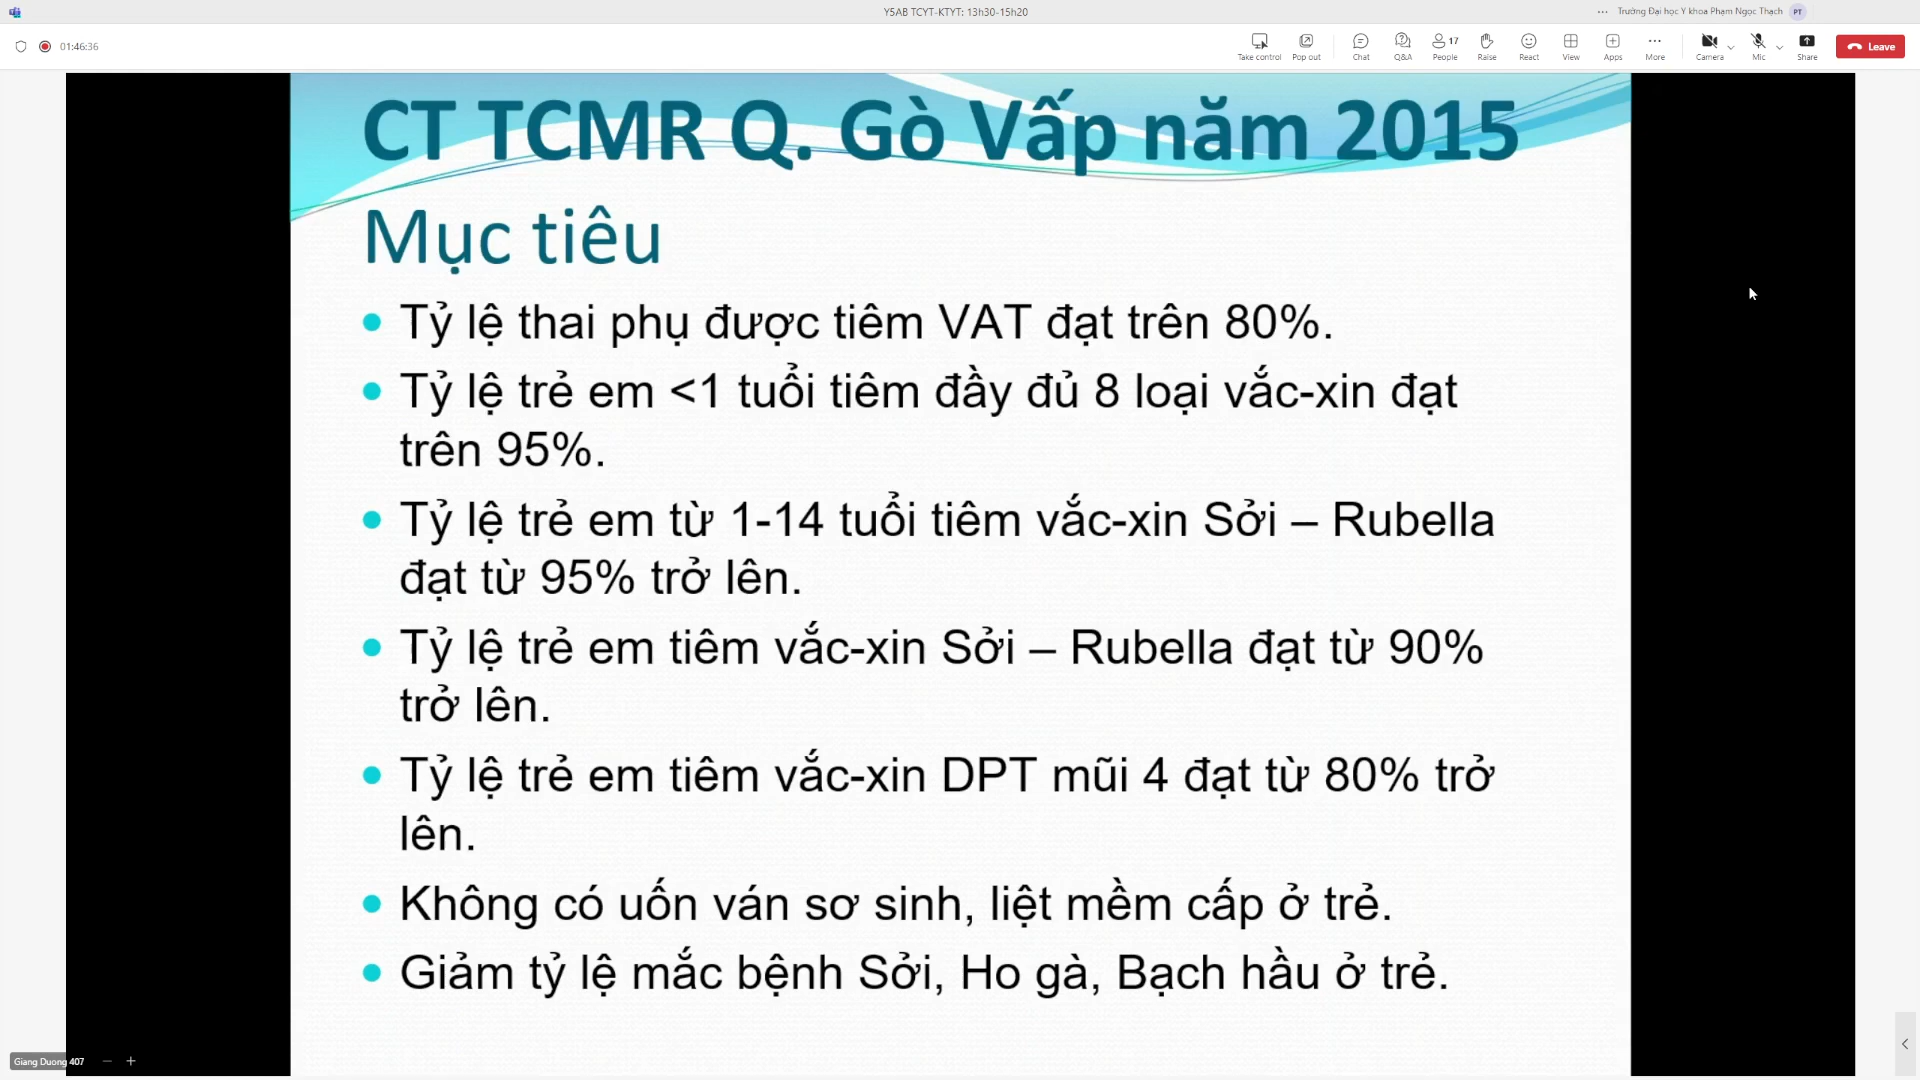 Y5AB TCYT-KTYT: 13h30-15h20
Trường Đại học Y khoa Phạm Ngọc Thạch PT
01:46:36
Take control
Pop out
Chat
Q&A
17
People
Raise
React
View
Apps
More
Camera
Mic
Share
Leave
CT TCMR Q. Gò Vấp năm 2015
Mục tiêu
• Tỷ lệ thai phụ được tiêm VAT đạt trên 80%.
• Tỷ lệ trẻ em <1 tuổi tiêm đầy đủ 8 loại vắc-xin đạt
trên 95%.
• Tỷ lệ trẻ em từ 1-14 tuổi tiêm vắc-xin Sởi – Rubella
đạt từ 95% trở lên.
• Tỷ lệ trẻ em tiêm vắc-xin Sởi – Rubella đạt từ 90%
trở lên.
• Tỷ lệ trẻ em tiêm vắc-xin DPT mũi 4 đạt từ 80% trở
lên.
• Không có uốn ván sơ sinh, liệt mềm cấp ở trẻ.
• Giảm tỷ lệ mắc bệnh Sởi, Ho gà, Bạch hầu ở trẻ.
Giang Duong 407